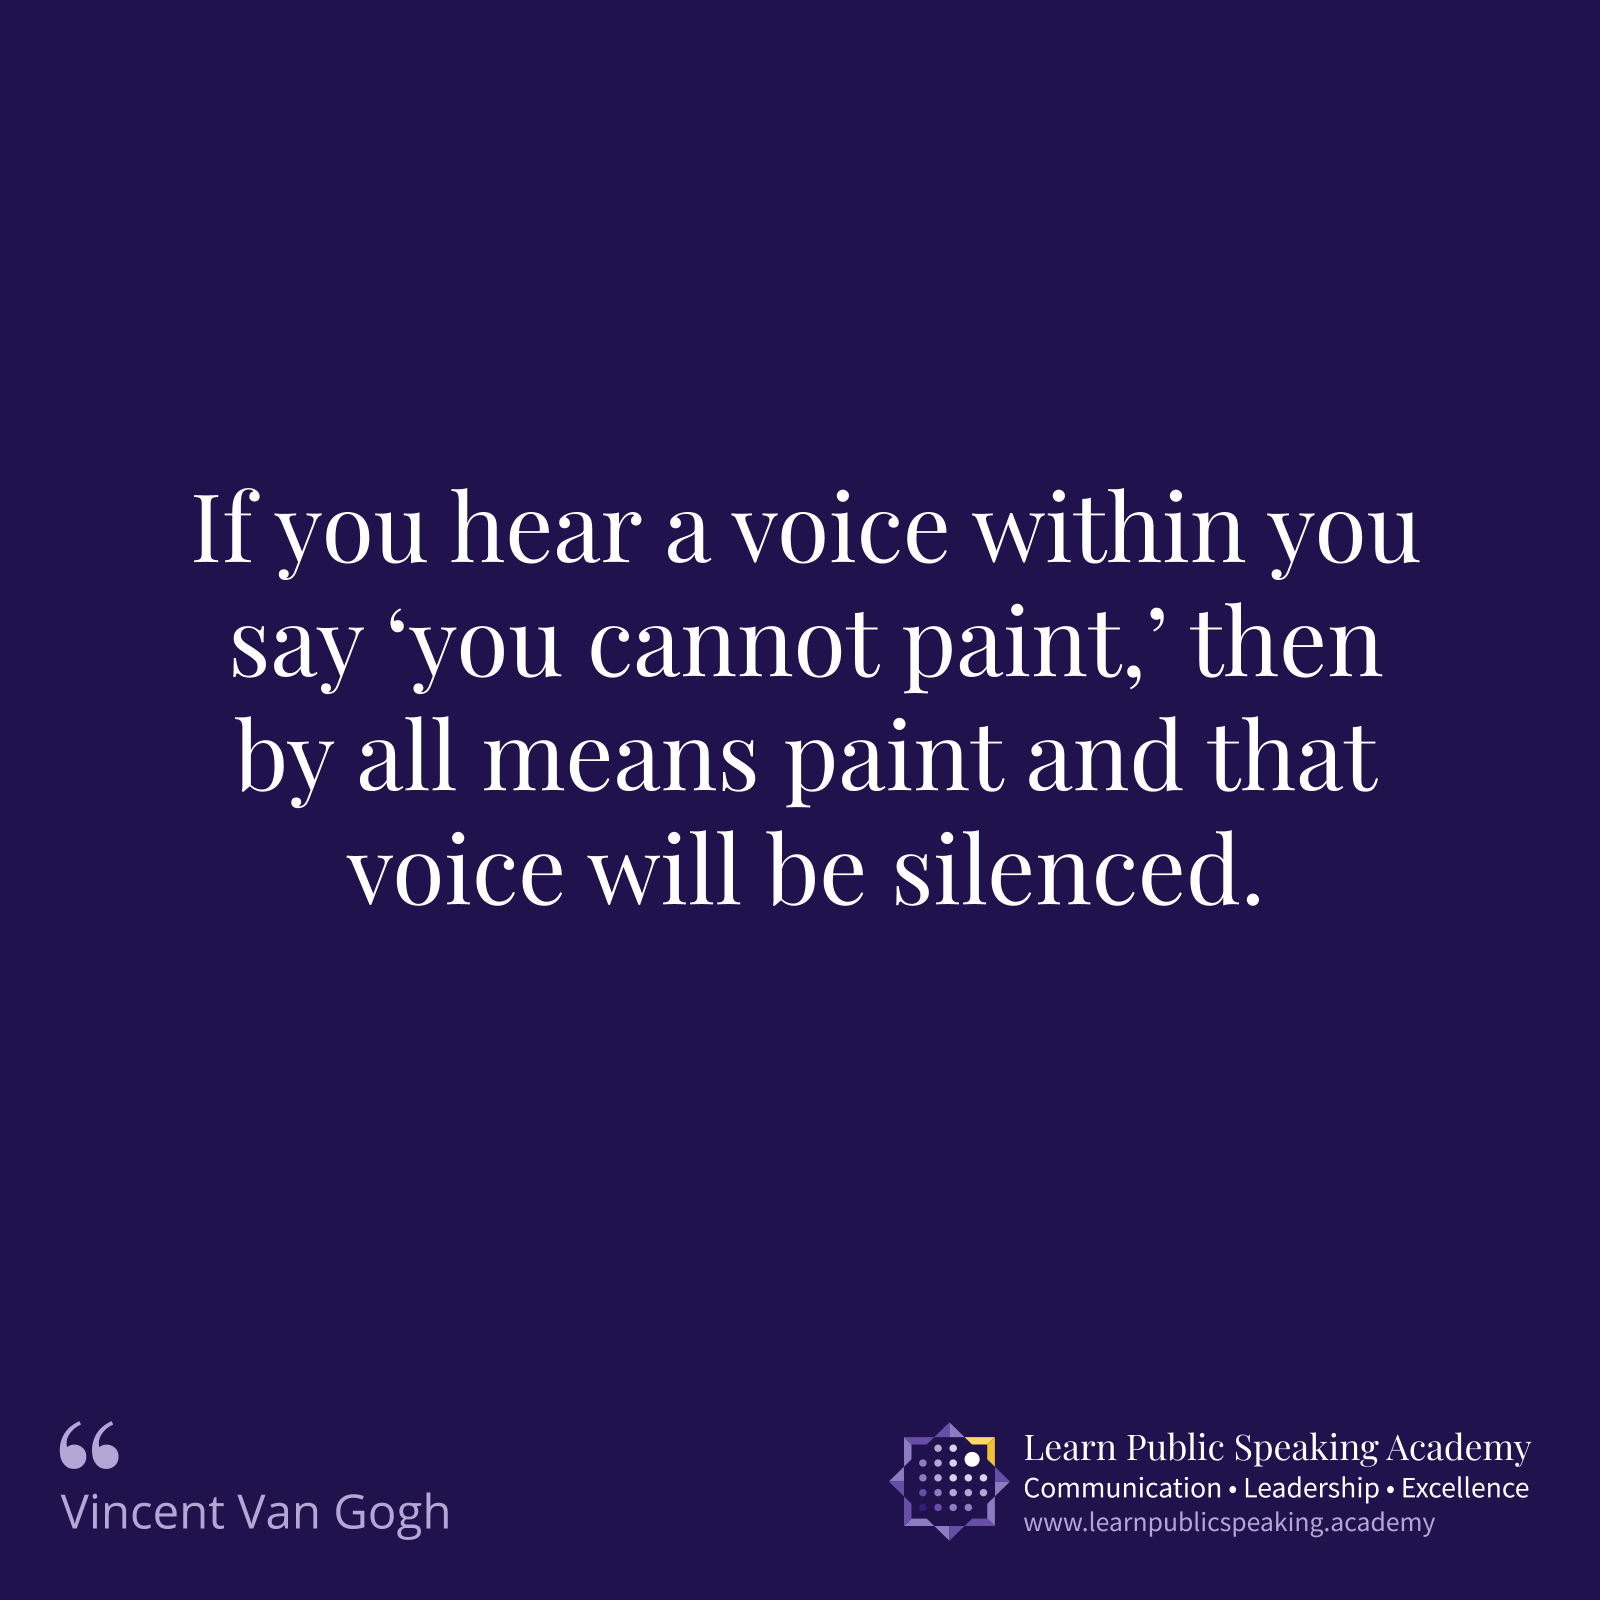 If you hear a voice within you
say ‘you cannot paint,’ then
by all means paint and that
voice will be silenced.
Vincent Van Gogh
Learn Public Speaking Academy
Communication • Leadership • Excellence
www.learnpublicspeaking.academy